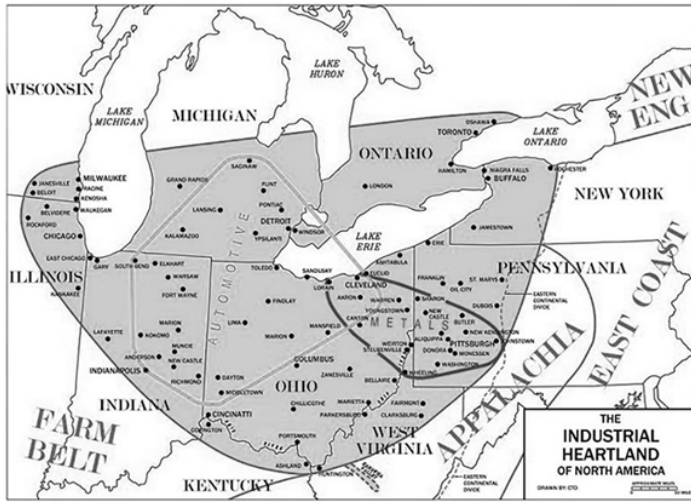 LAKE
HURON
WISCONSIN
LAKE
MICHIGAN
MICHIGAN
NEW
ENG
OSHAWA
TORONTO
LAKE
ONTARIO
ONTARIO
SAGINAW
MILWAUKEE
JANESVILLE
RACINE
BELOIT
KENOSHA
BELVIDERE
WAUKEGAN
ROCKFORD
CHICAGO
GRAND RAPIDS
FLINT
LANSING
PONTIAC
DETROIT
WINDSOR
KALAMAZOO
YPSILANTI
LONDON
HAMILTON
NIAGRA FALLS
BUFFALO
ROCHESTER
NEW YORK
JAMESTOWN
LAKE
ERIE
ERIE
ASHTABULA
EAST CHICAGO
GARY
SOUTH BEND
ELKHART
ILLINOIS
KANKAKEE
WARSAW
FORT WAYNE
TOLEDO
SANDUSKY
LORAIN
EUCLID
CLEVELAND
FRANKLIN
OIL CITY
ST. MARYS
PENNSYLVANIA
EASTERN
CONTINENTAL
DIVIDE
AUTOMOTIVE
FINDLAY
AKRON
WARREN
SHARON
YOUNGSTOWN
NEW
CASTLE
DUBOIS
BUTLER
LIMA
MARION
MANSFIELD
CANTON
METALS
NEW KENSINGTON
ALIQUIPPA
PITTSBURGH
JOHNSTOWN
LAFAYETTE
MARION
KOKOMO
MUNCIE
ANDERSON
NEW CASTLE
INDIANAPOLIS
RICHMOND
WEIRTON
STEUBENVILLE
DONORA
MONESSEN
WASHINGTON
WHEELING
COLUMBUS
ZANESVILLE
BELLAIRE
DAYTON
MIDDLETOWN
OHIO
INDIANA
CINCINATTI
COVINGTON
CHILLICOTHE
MARIETTA
PARKERSBURG
FAIRMONT
CLARKSBURG
WEST
VIRGINIA
APPALACHIA
EAST COAST
FARM
BELT
PORTSMOUTH
ASHLAND
HUNTINGTON
KENTUCKY
EASTERN
CONTINENTAL
DIVIDE
THE
INDUSTRIAL
HEARTLAND
OF NORTH AMERICA
DRAWN BY: CTG
APPROXIMATE MILES